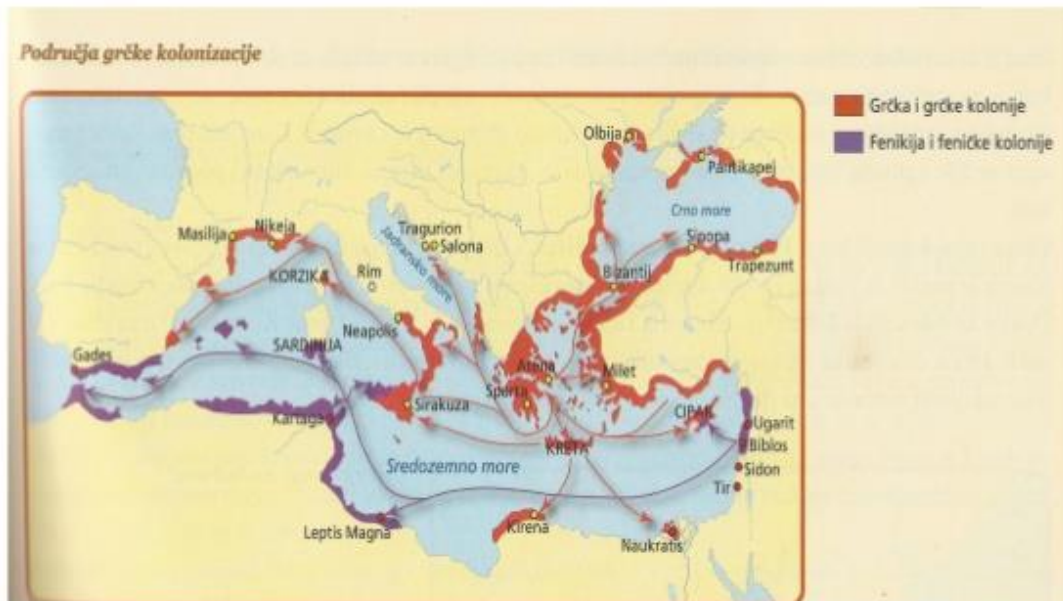 Područja grčke kolonizacije
Grčka i grčke kolonije
Fenikija i feničke kolonije
Olbija
Pantikapej
Crno more
Masilija
Nikeja
Tragurion
Salona
Jadransko more
Sipopa
Trapezunt
Bizantij
KORZIKA
Rim
Neapolis
SARDINIJA
Gades
Atena
Milet
Sparta
Sirakuza
CIPAR
Ugarit
Kartaga
Biblos
KRETA
Sredozemno more
Sidon
Tir
Leptis Magna
Kirena
Naukratis